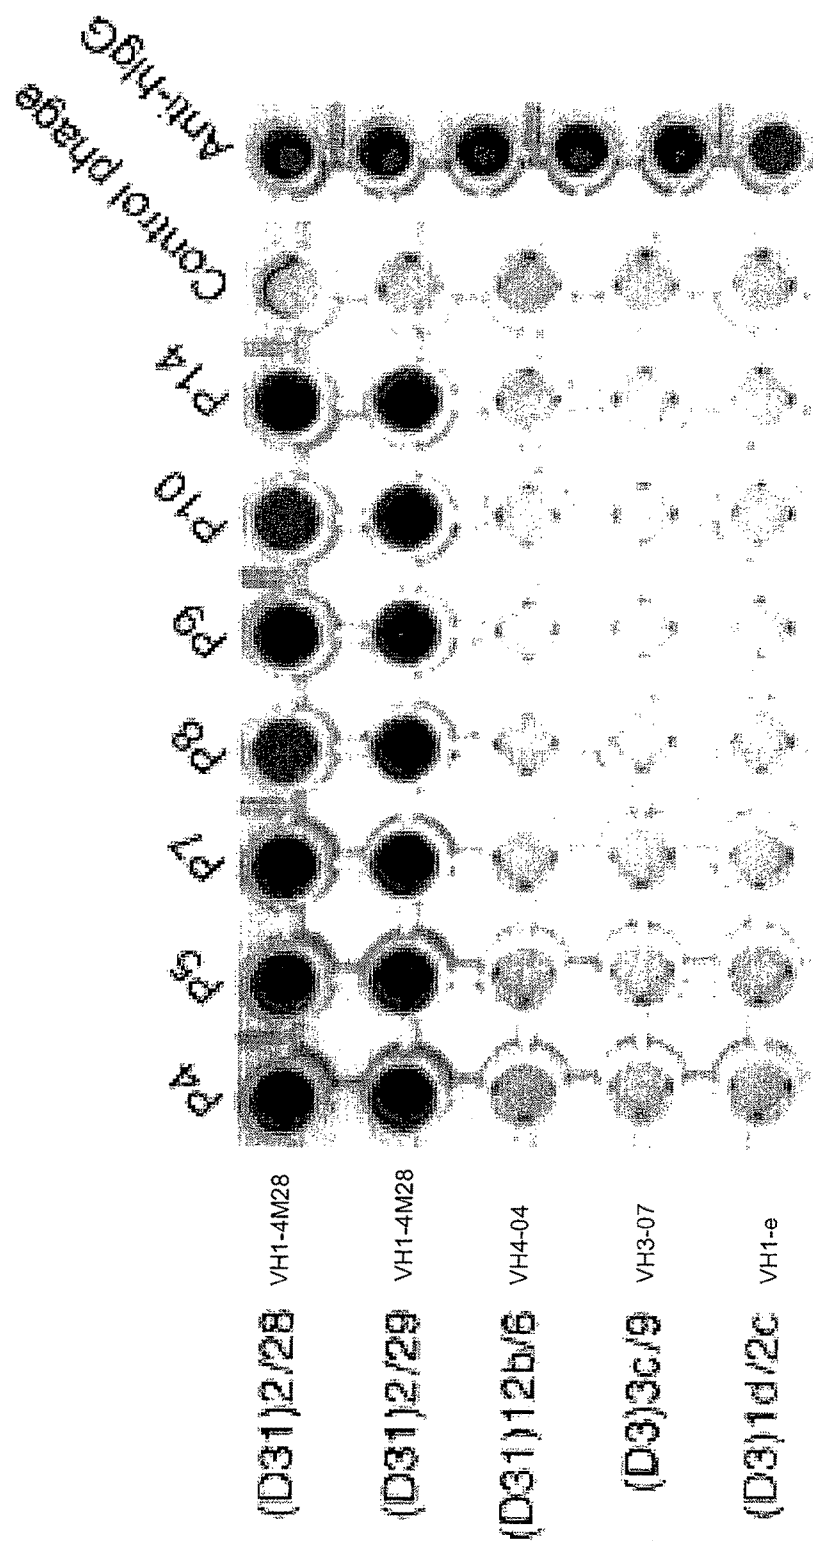 Anti-hIgG
Control phage
P14
P10
P9
P8
P7
P5
P4
(D31)2/28 VH1-4M28
(D31)2/29 VH1-4M28
(D31)12b/6 VH4-04
(D3)3c/9 VH3-07
(D3)1d/2c VH1-e